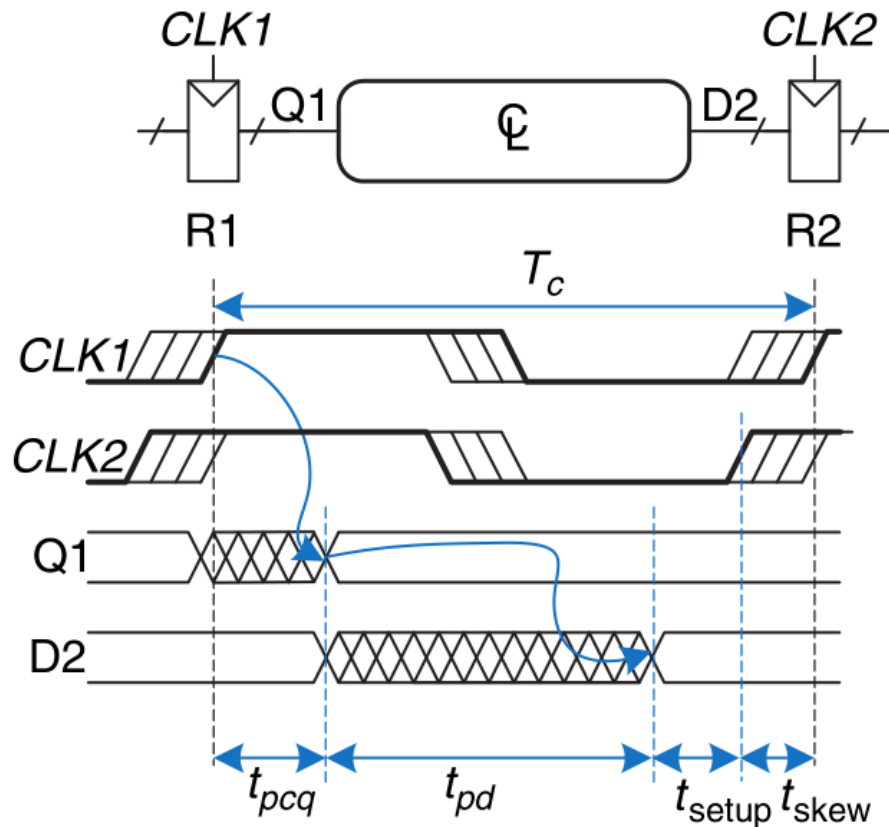 CLK1 CLK2
Q1 CL D2
R1 R2
Tc
CLK1
CLK2
Q1
D2
tpcq tpd tsetup tskew